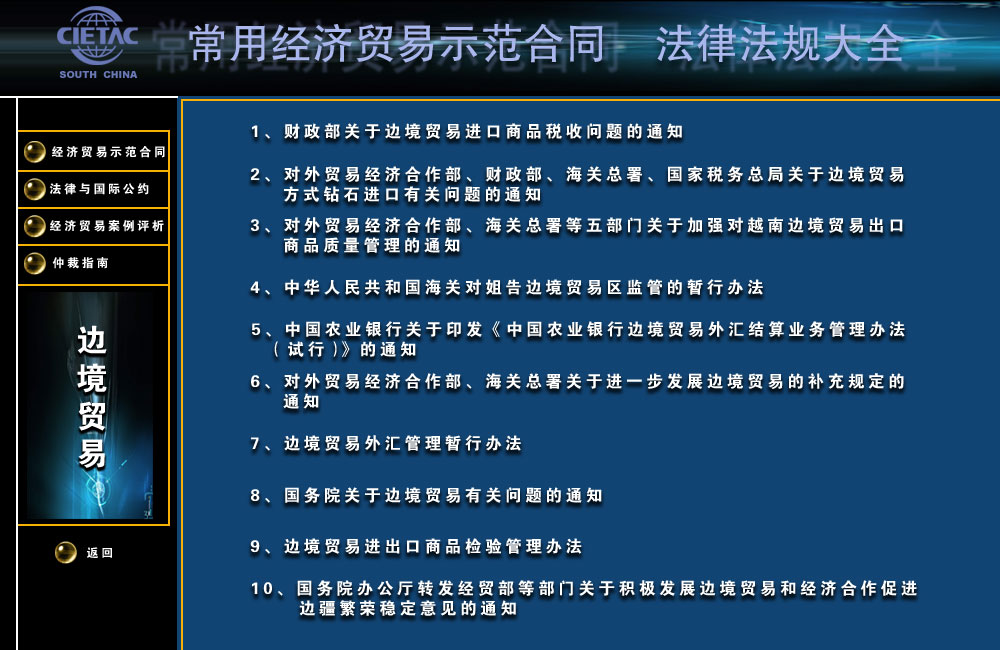 CIETAC
SOUTH CHINA
常用经济贸易示范合同 法律法规大全
经济贸易示范合同
法律与国际公约
经济贸易案例评析
仲裁指南
边境贸易
返回
1、财政部关于边境贸易进口商品税收问题的通知
2、对外贸易经济合作部、财政部、海关总署、国家税务总局关于边境贸易
方式钻石进口有关问题的通知
3、对外贸易经济合作部、海关总署等五部门关于加强对越南边境贸易出口
商品质量管理的通知
4、中华人民共和国海关对姐告边境贸易区监管的暂行办法
5、中国农业银行关于印发《中国农业银行边境贸易外汇结算业务管理办法
(试行)》的通知
6、对外贸易经济合作部、海关总署关于进一步发展边境贸易的补充规定的
通知
7、边境贸易外汇管理暂行办法
8、国务院关于边境贸易有关问题的通知
9、边境贸易进出口商品检验管理办法
10、国务院办公厅转发经贸部等部门关于积极发展边境贸易和经济合作促进
边疆繁荣稳定意见的通知